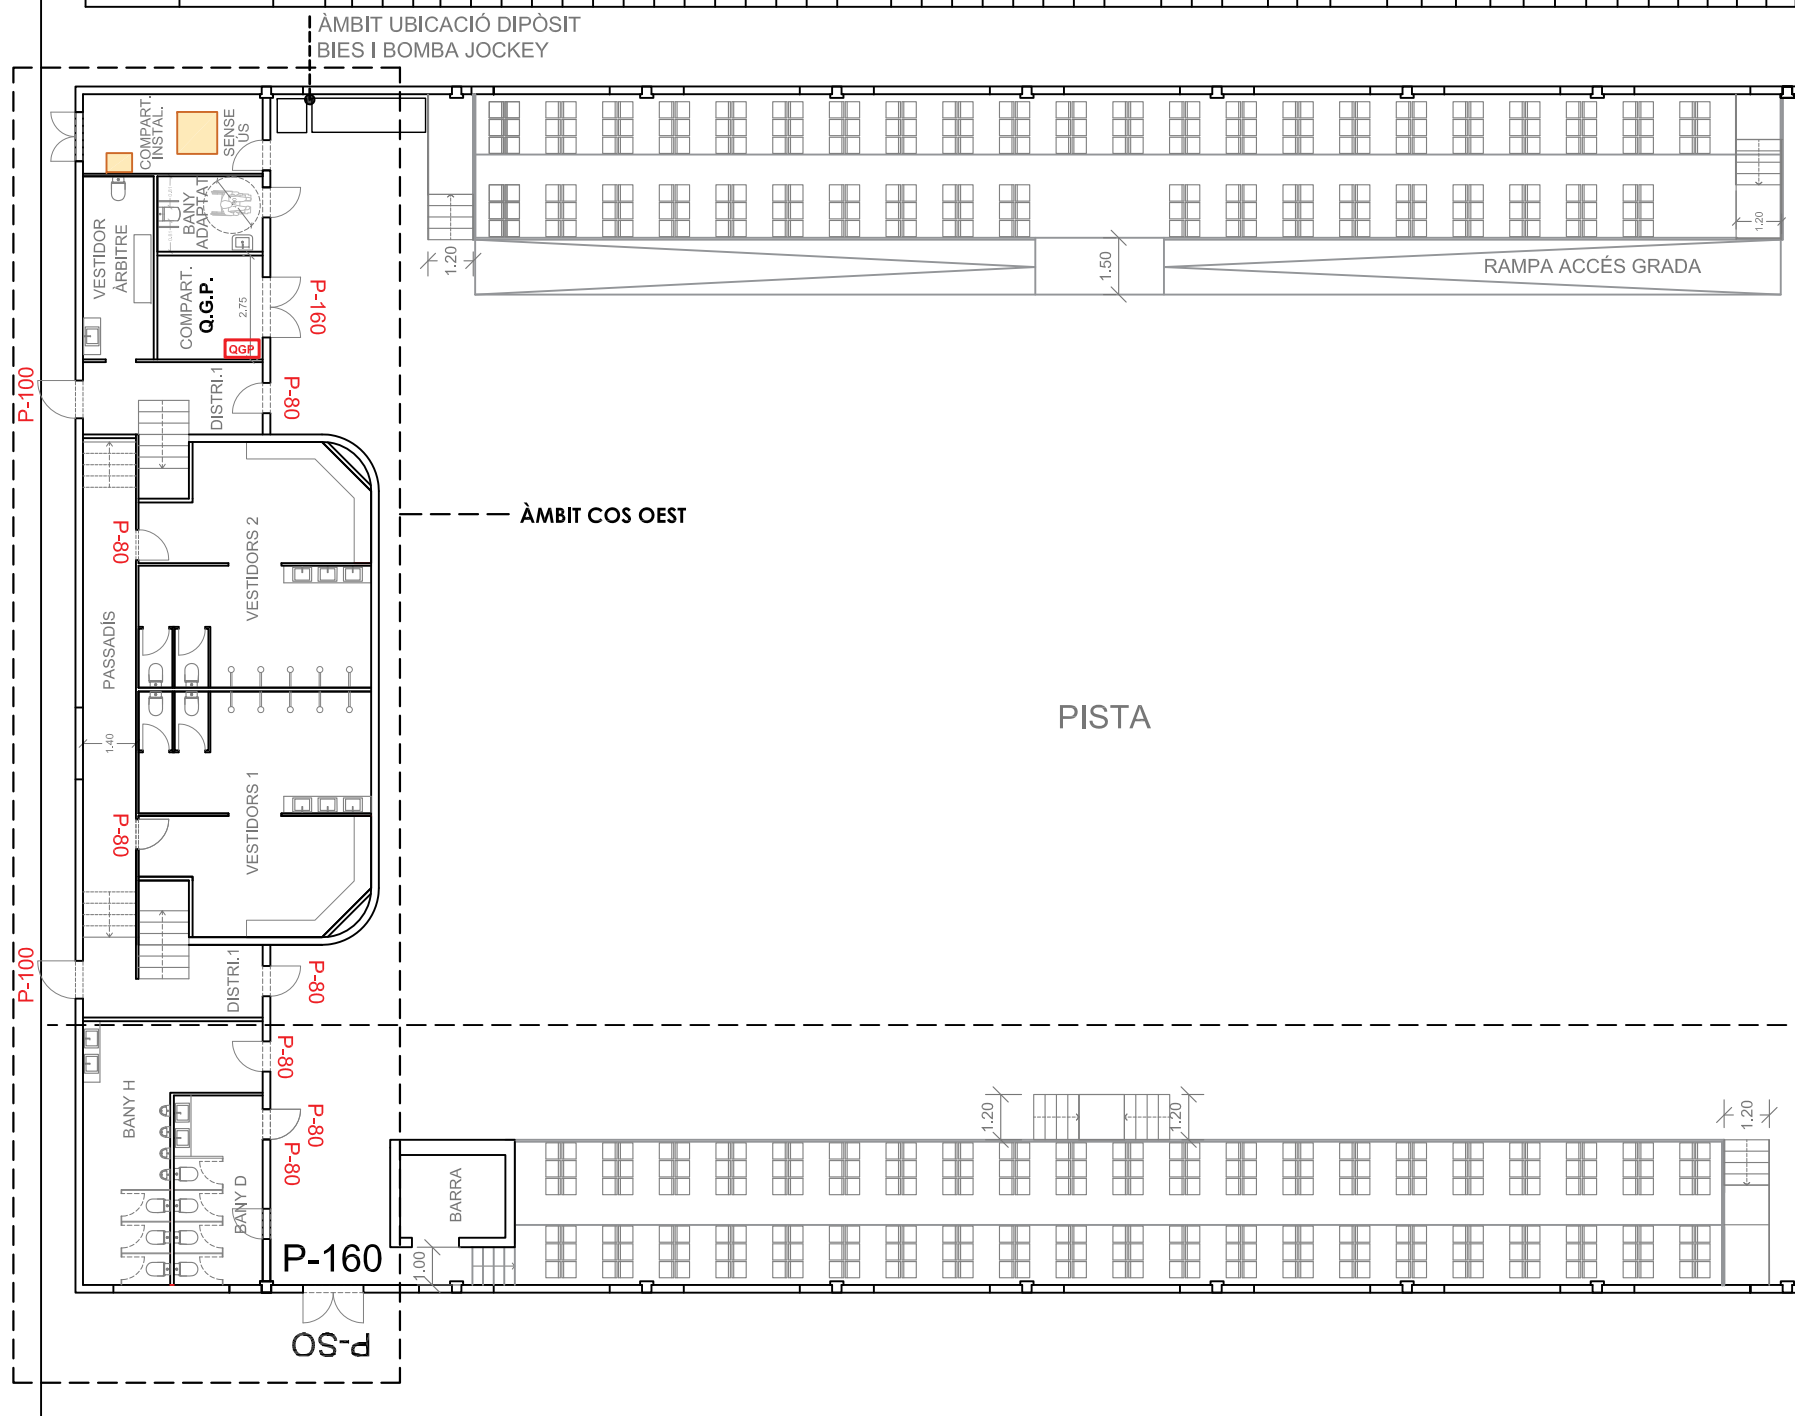 ÀMBIT UBICACIÓ DIPÒSIT
BIES I BOMBA JOCKEY
COMPART.
INSTAL.
SENSE
ÚS
BANY
ADAPTAT
VESTIDOR
ÀRBITRE
COMPART.
Q.G.P.
2.75
QGP
P-160
1.20
1.50
RAMPA ACCÉS GRADA
1.20
P-100
DISTRI.1
P-80
ÀMBIT COS OEST
P-80
VESTIDORS 2
PASSADÍS
PISTA
1.40
VESTIDORS 1
P-80
P-100
DISTRI.1
P-80
P-80
BANY H
P-80
P-80
BANY D
BARRA
1.20
1.20
1.20
P-160
1.00
P-SO